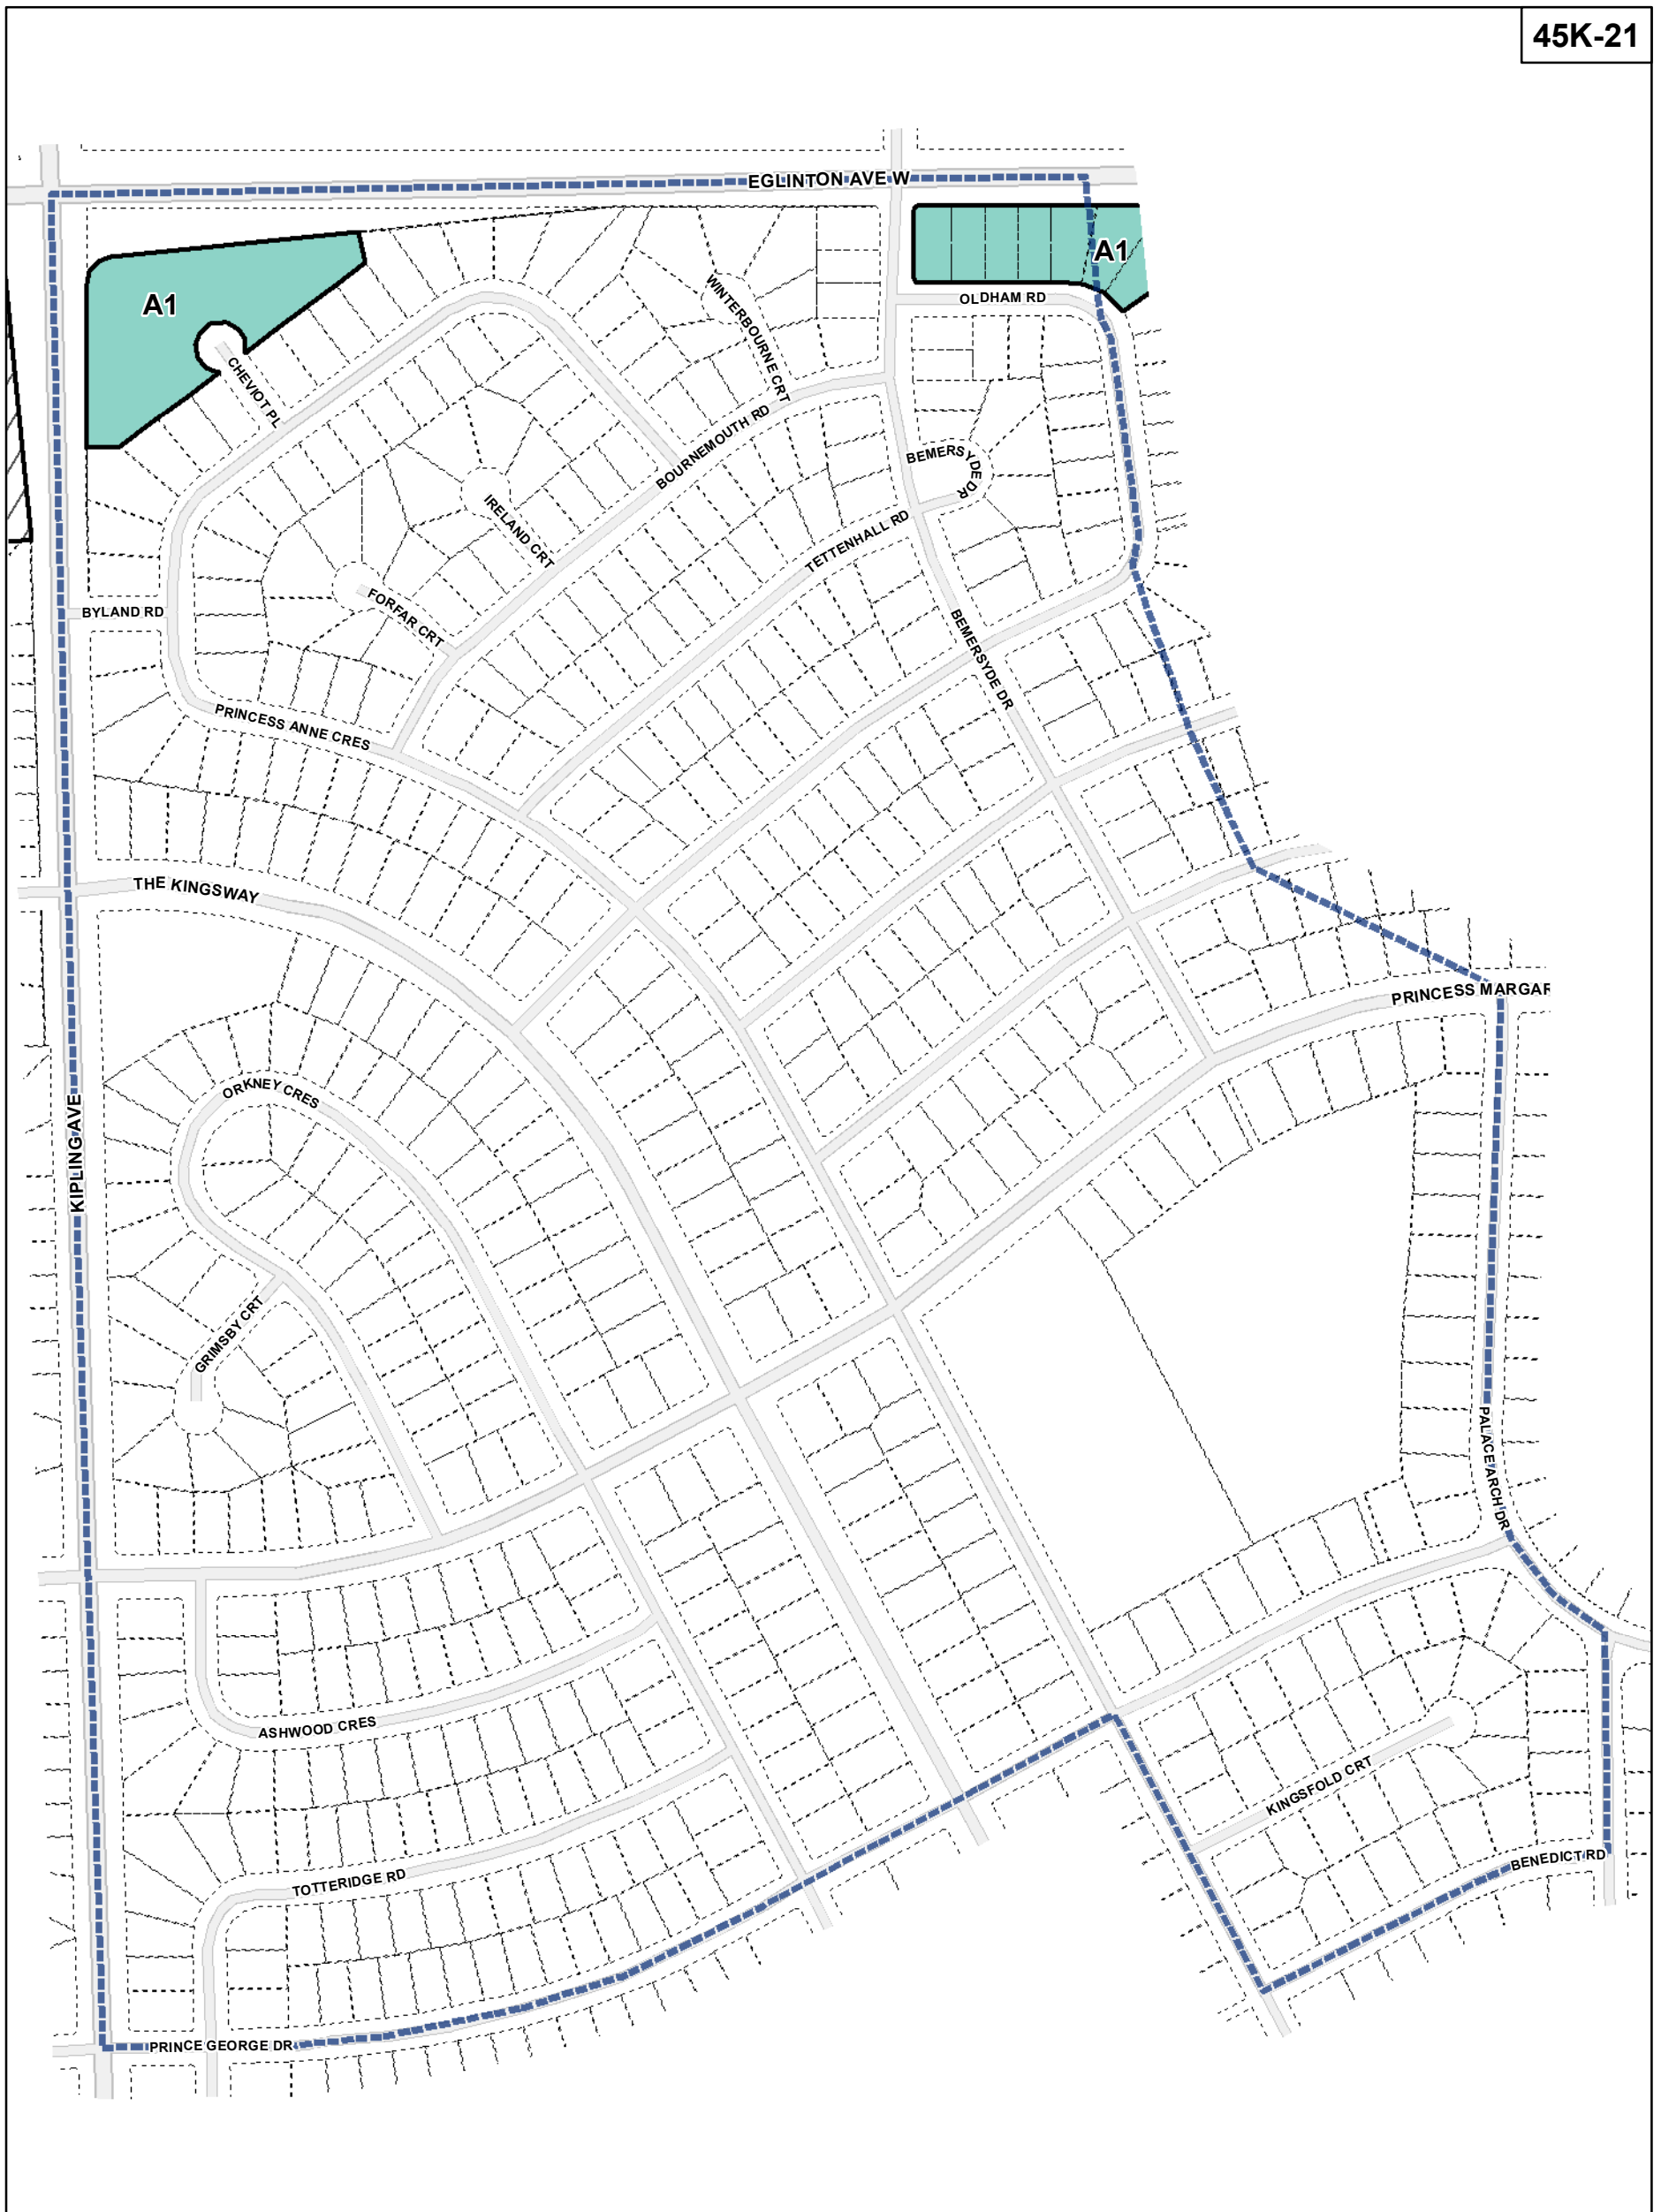 45K-21
EGLINTON AVE W
A1
A1
OLDHAM RD
WINTERBOURNE CRT
CHEVIOT PL
BOURNEMOUTH RD
BEMERSYDE DR
IRELAND CRT
TETTENHALL RD
FORFAR CRT
BYLAND RD
BEMERSYDE DR
PRINCESS ANNE CRES
THE KINGSWAY
PRINCESS MARGAR
ORKNEY CRES
KIPLING AVE
GRIMSBY CRT
PALACE ARCH DR
ASHWOOD CRES
KINGSFOLD CRT
BENEDICT RD
TOTTERIDGE RD
PRINCE GEORGE DR